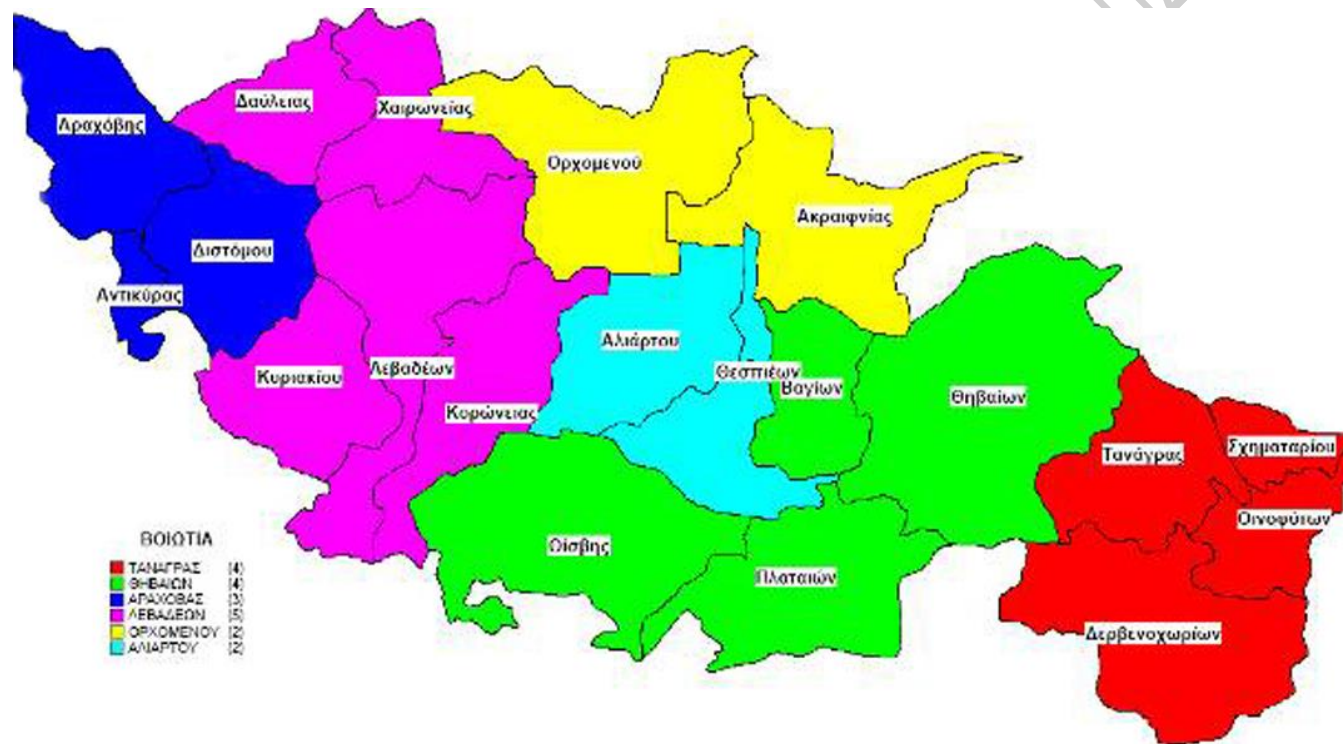 Δαύλειας
Χαιρωνείας
Αραχόβης
Ορχομενού
Ακραιφνίας
Διστόμου
Αντικύρας
Αλιάρτου
Λεβαδέων
Θεσπιέων
Κυριακίου
Βαγίων
Θηβαίων
Κορώνειας
Σχηματαρίου
Τανάγρας
Οινοφύτων
Θίσβης
Πλαταιών
Δερβενοχωρίων
ΒΟΙΩΤΙΑ
ΤΑΝΑΓΡΑΣ (4)
ΘΗΒΑΙΩΝ (4)
ΑΡΑΧΟΒΑΣ (3)
ΛΕΒΑΔΕΩΝ (5)
ΟΡΧΟΜΕΝΟΥ (2)
ΑΛΙΑΡΤΟΥ (2)